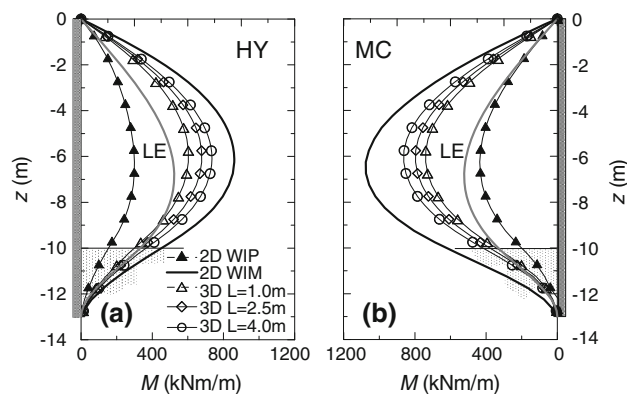 0
-2
-4
-6
-8
-10
-12
-14
z (m)
HY
LE
2D WIP
2D WIM
3D L=1.0m
3D L=2.5m
3D L=4.0m
(a)
0 400 800 1200
M (kNm/m)
MC
LE
(b)
1200 800 400 0
M (kNm/m)
0
-2
-4
-6
-8
-10
-12
-14
z (m)